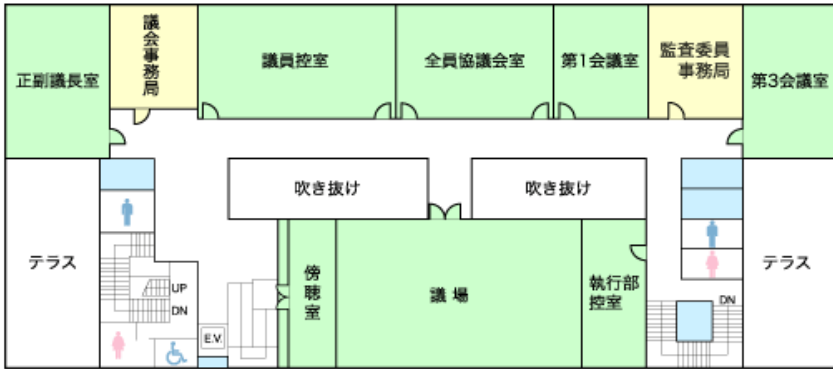 正副議長室
議会事務局
議員控室
全員協議会室
第1会議室
監査委員
事務局
第3会議室
吹き抜け
吹き抜け
テラス
UP
DN
E.V.
傍聴室
議場
執行部
控室
DN
テラス